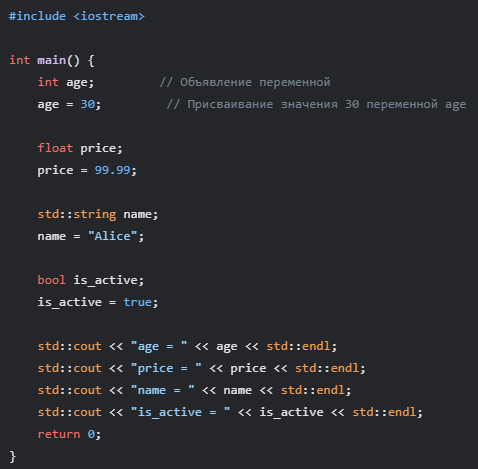 #include <iostream>
int main() {
int age; // Объявление переменной
age = 30; // Присваивание значения 30 переменной age
float price;
price = 99.99;
std::string name;
name = "Alice";
bool is_active;
is_active = true;
std::cout << "age = " << age << std::endl;
std::cout << "price = " << price << std::endl;
std::cout << "name = " << name << std::endl;
std::cout << "is_active = " << is_active << std::endl;
return 0;
}